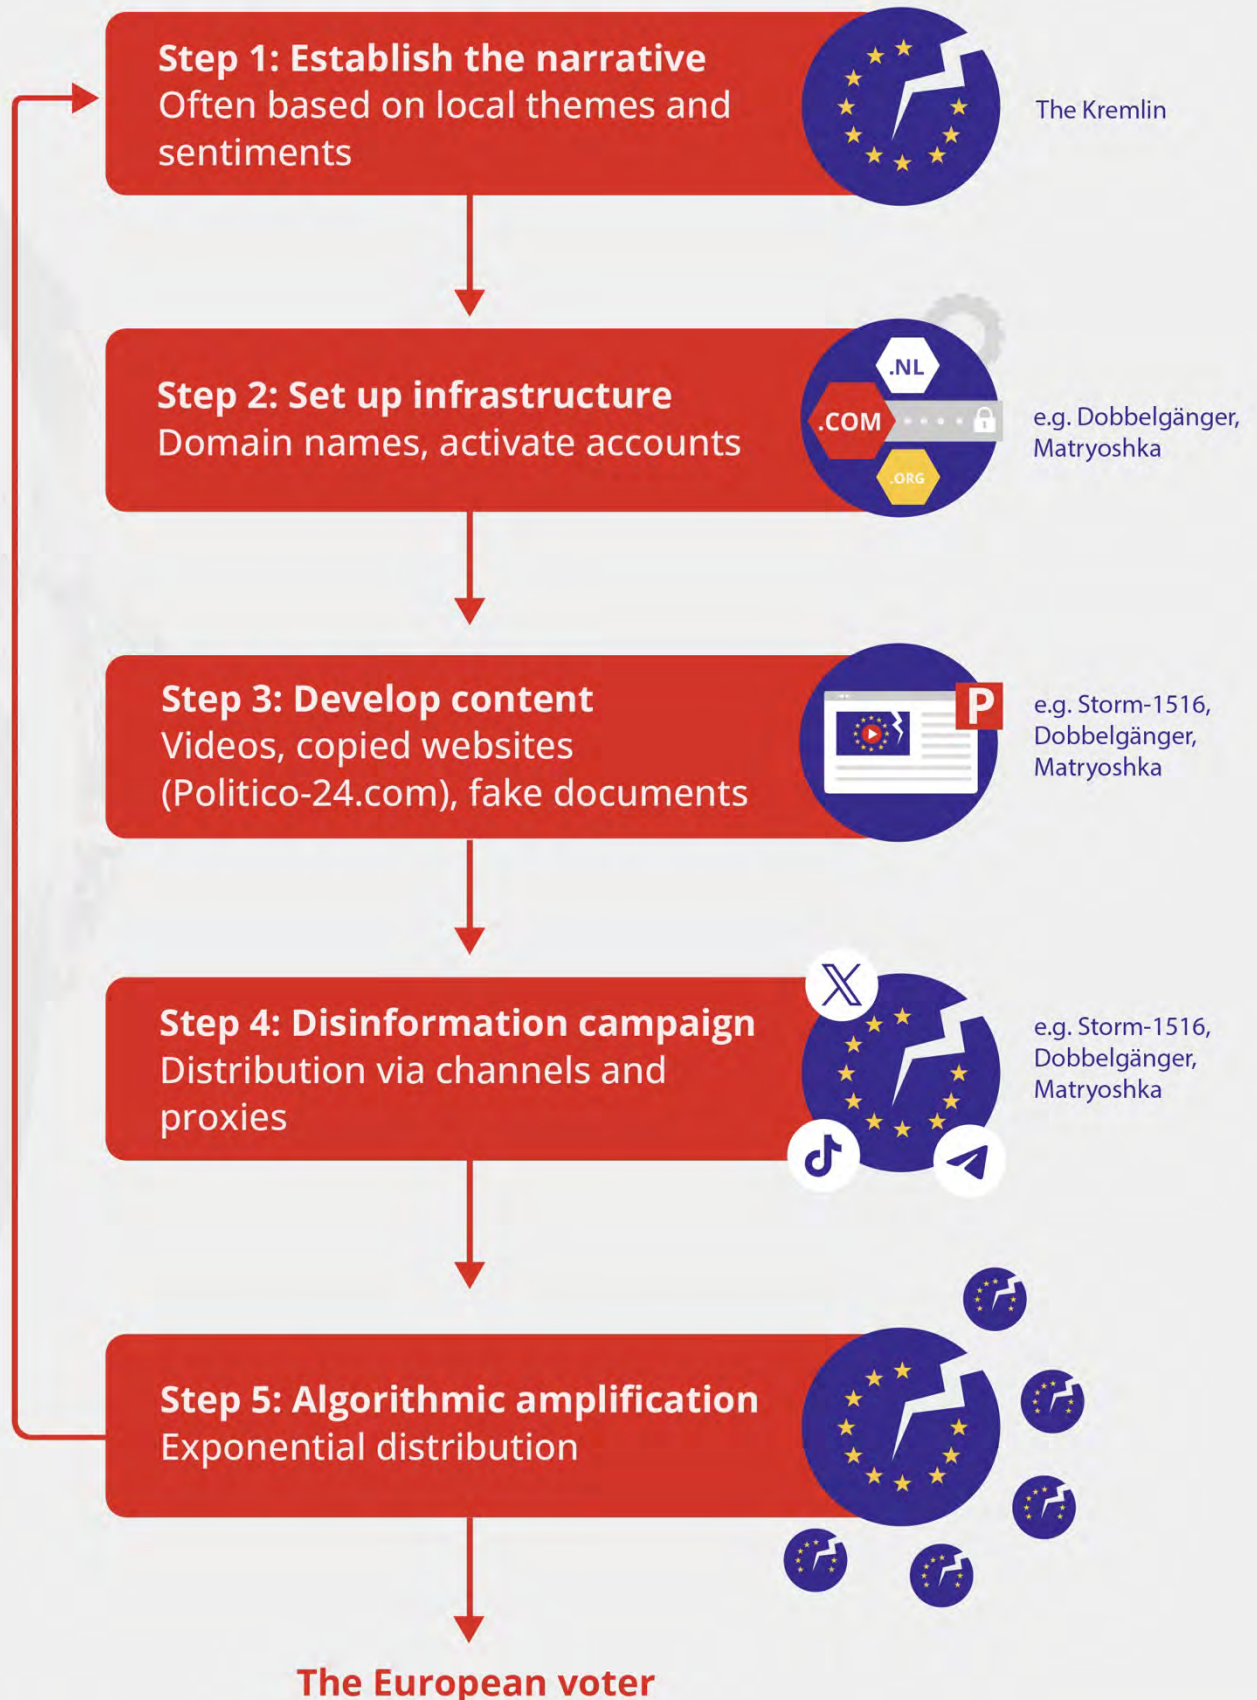 Step 1: Establish the narrative
Often based on local themes and
sentiments
The Kremlin
Step 2: Set up infrastructure
Domain names, activate accounts
.NL
.COM
.ORG
e.g. Dobbelgänger,
Matryoshka
Step 3: Develop content
Videos, copied websites
(Politico-24.com), fake documents
P
e.g. Storm-1516,
Dobbelgänger,
Matryoshka
Step 4: Disinformation campaign
Distribution via channels and
proxies
X
e.g. Storm-1516,
Dobbelgänger,
Matryoshka
Step 5: Algorithmic amplification
Exponential distribution
The European voter